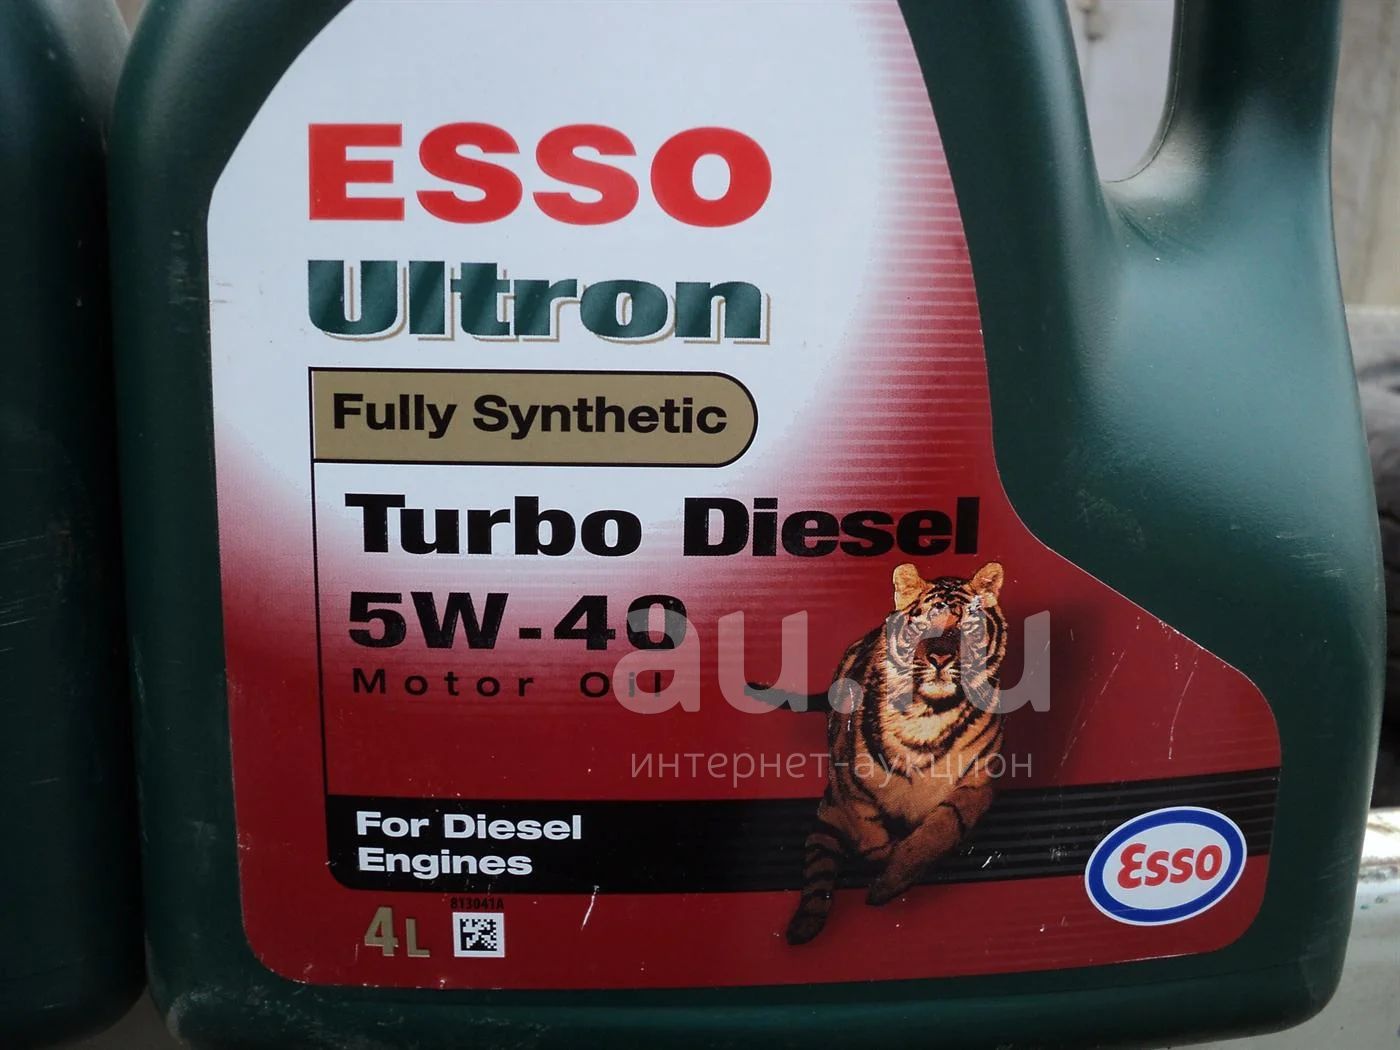 ESSO
Ultron
Fully Synthetic
Turbo Diesel
5W-40
Motor Oil
au.ru
интернет-аукцион
For Diesel
Engines
Esso
813041A
4L